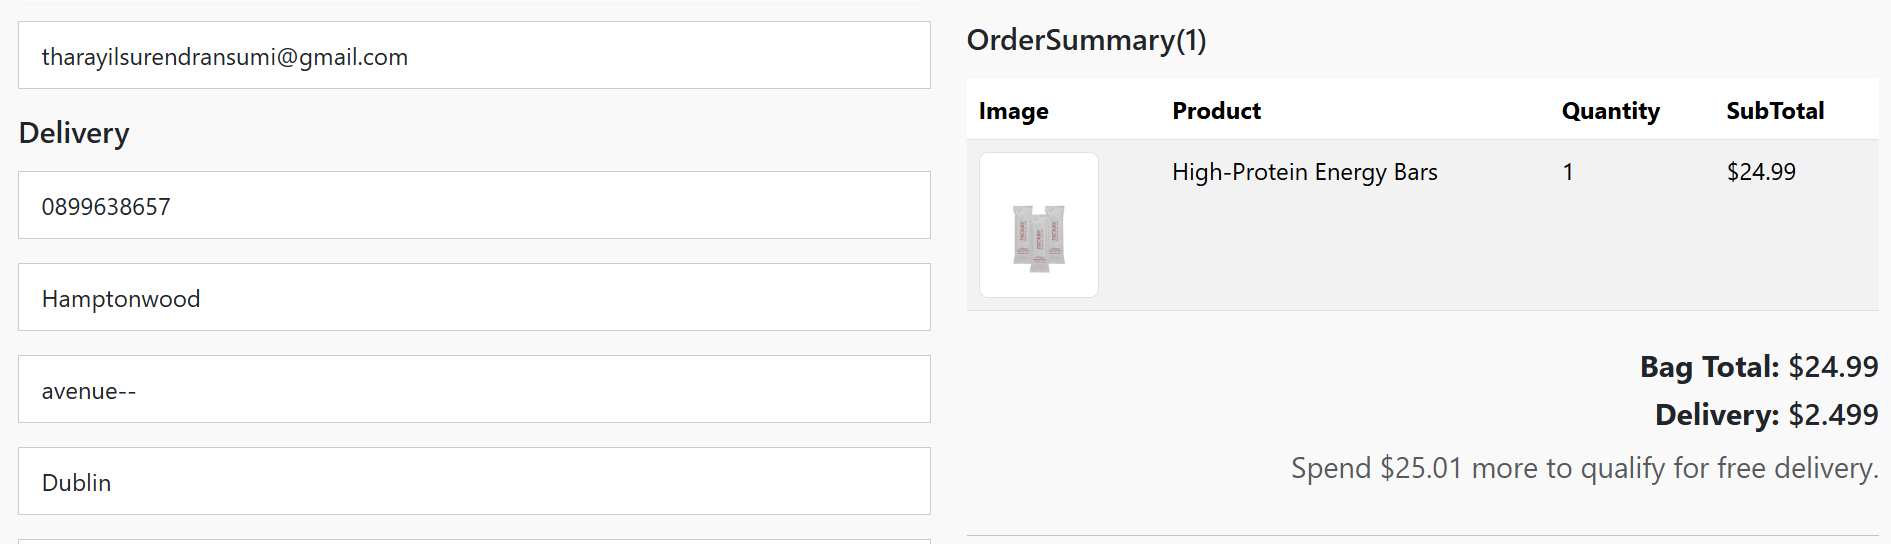 tharayilsurendransumi@gmail.com
Delivery
0899638657
Hamptonwood
avenue--
Dublin
OrderSummary(1)
Image Product Quantity SubTotal
High-Protein Energy Bars 1 $24.99
Bag Total: $24.99
Delivery: $2.499
Spend $25.01 more to qualify for free delivery.